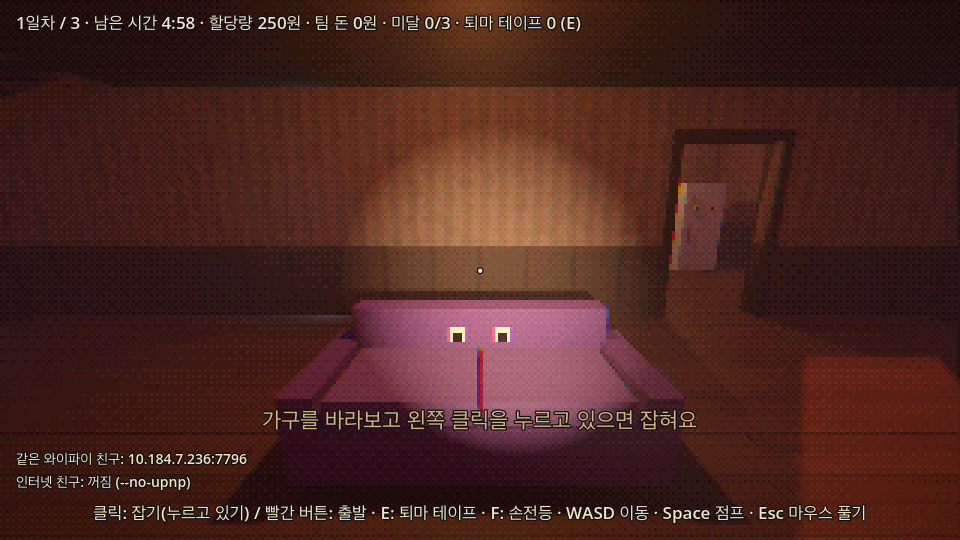 1일차 / 3 · 남은 시간 4:58 · 할당량 250원 · 팀 돈 0원 · 미달 0/3 · 퇴마 테이프 0 (E)
가구를 바라보고 왼쪽 클릭을 누르고 있으면 잡혀요
같은 와이파이 친구: 10.184.7.236:7796
인터넷 친구: 꺼짐 (--no-upnp)
클릭: 잡기(누르고 있기) / 빨간 버튼: 출발 · E: 퇴마 테이프 · F: 손전등 · WASD 이동 · Space 점프 · Esc 마우스 풀기